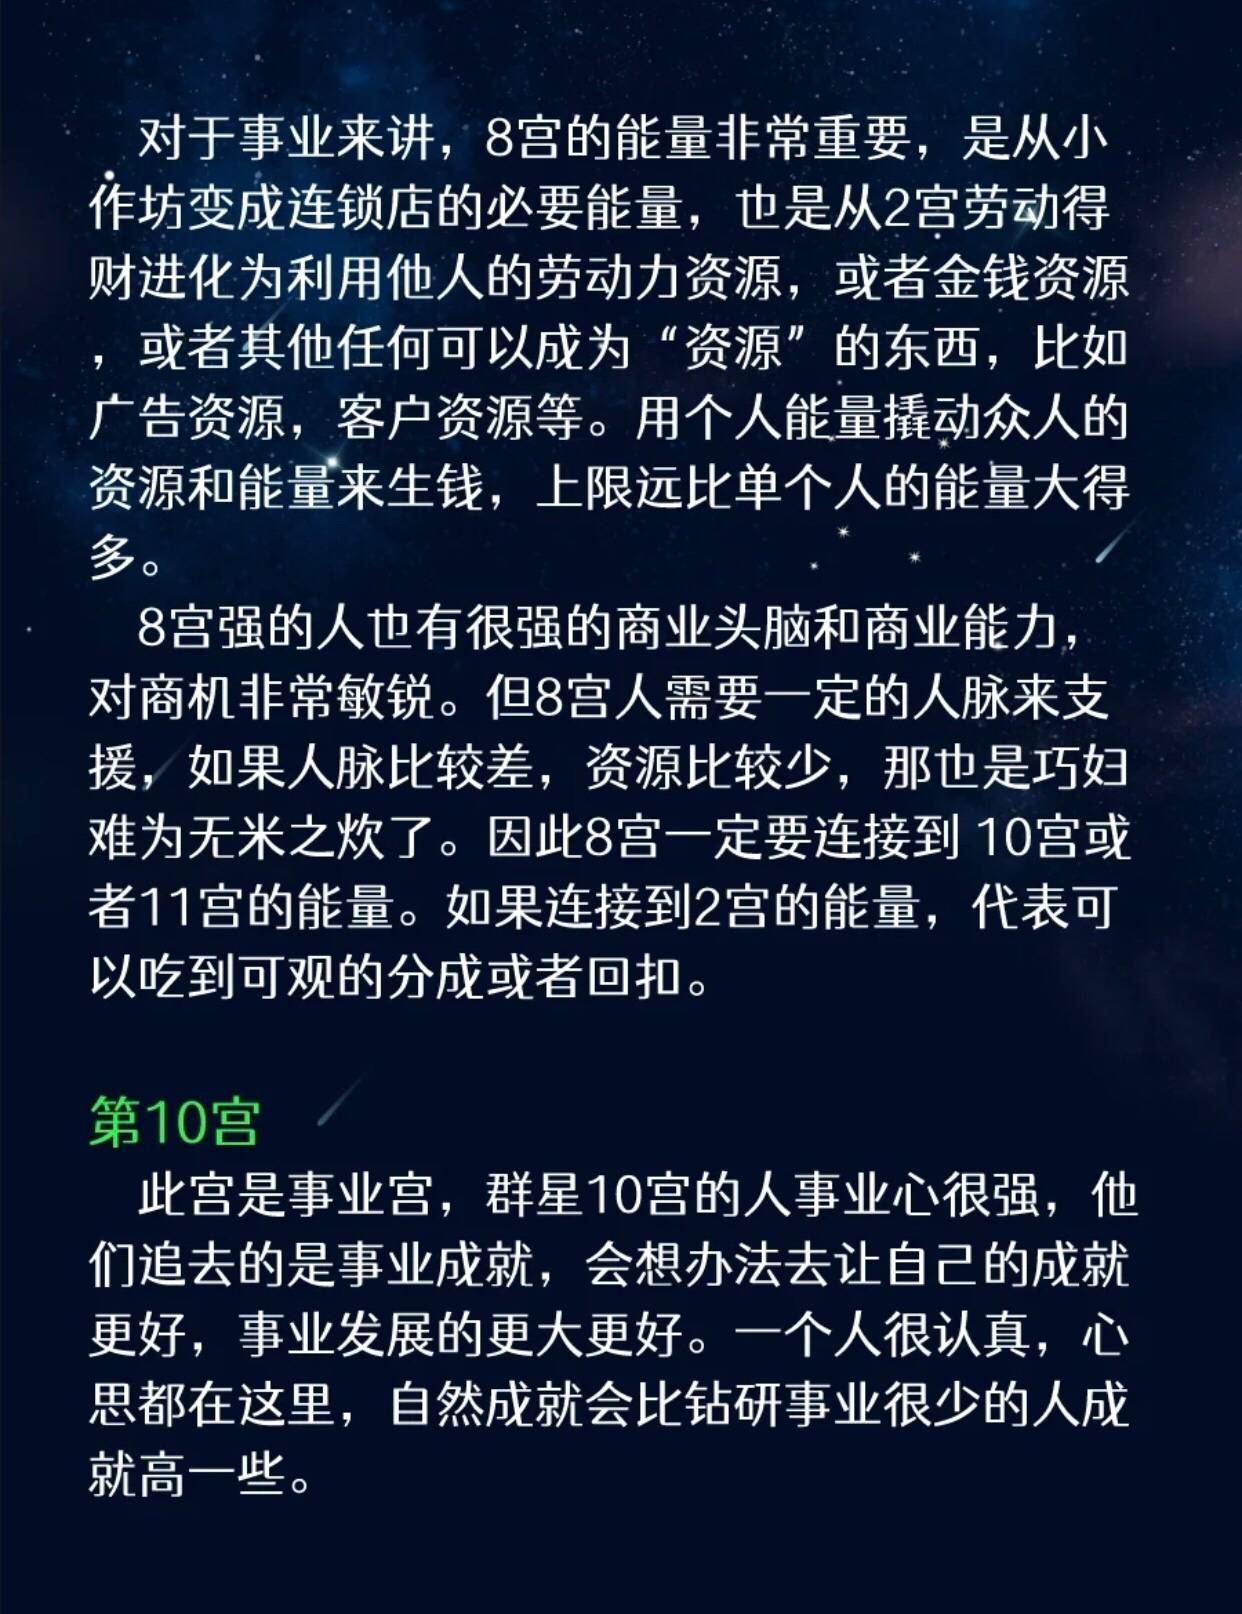 对于事业来讲，8宫的能量非常重要，是从小
作坊变成连锁店的必要能量，也是从2宫劳动得
财进化为利用他人的劳动力资源，或者金钱资源
，或者其他任何可以成为“资源”的东西，比如
广告资源，客户资源等。用个人能量撬动众人的
资源和能量来生钱，上限远比单个人的能量大得
多。
8宫强的人也有很强的商业头脑和商业能力，
对商机非常敏锐。但8宫人需要一定的人脉来支
援，如果人脉比较差，资源比较少，那也是巧妇
难为无米之炊了。因此8宫一定要连接到10宫或
者11宫的能量。如果连接到2宫的能量，代表可
以吃到可观的分成或者回扣。
第10宫
此宫是事业宫，群星10宫的人事业心很强，他
们追去的是事业成就，会想办法去让自己的成就
更好，事业发展的更大更好。一个人很认真，心
思都在这里，自然成就会比钻研事业很少的人成
就高一些。